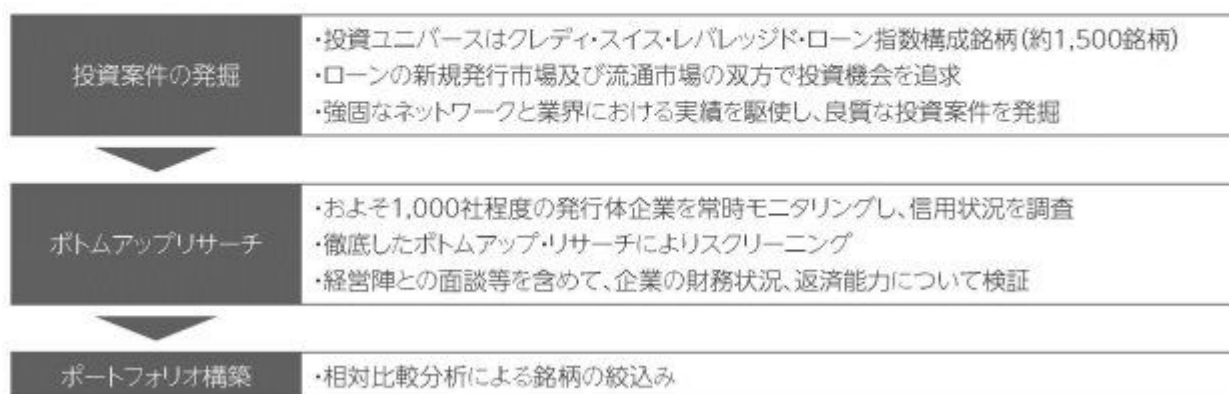 投資案件の発掘
・投資ユニバースはクレディ・スイス・レバレッジド・ローン指数構成銘柄(約1,500銘柄)
・ローンの新規発行市場及び流通市場の双方で投資機会を追求
・強固なネットワークと業界における実績を駆使し、良質な投資案件を発掘
ボトムアップリサーチ
・およそ1,000社程度の発行体企業を常時モニタリングし、信用状況を調査
・徹底したボトムアップ・リサーチによりスクリーニング
・経営陣との面談等を含めて、企業の財務状況、返済能力について検証
ポートフォリオ構築
・相対比較分析による銘柄の絞込み